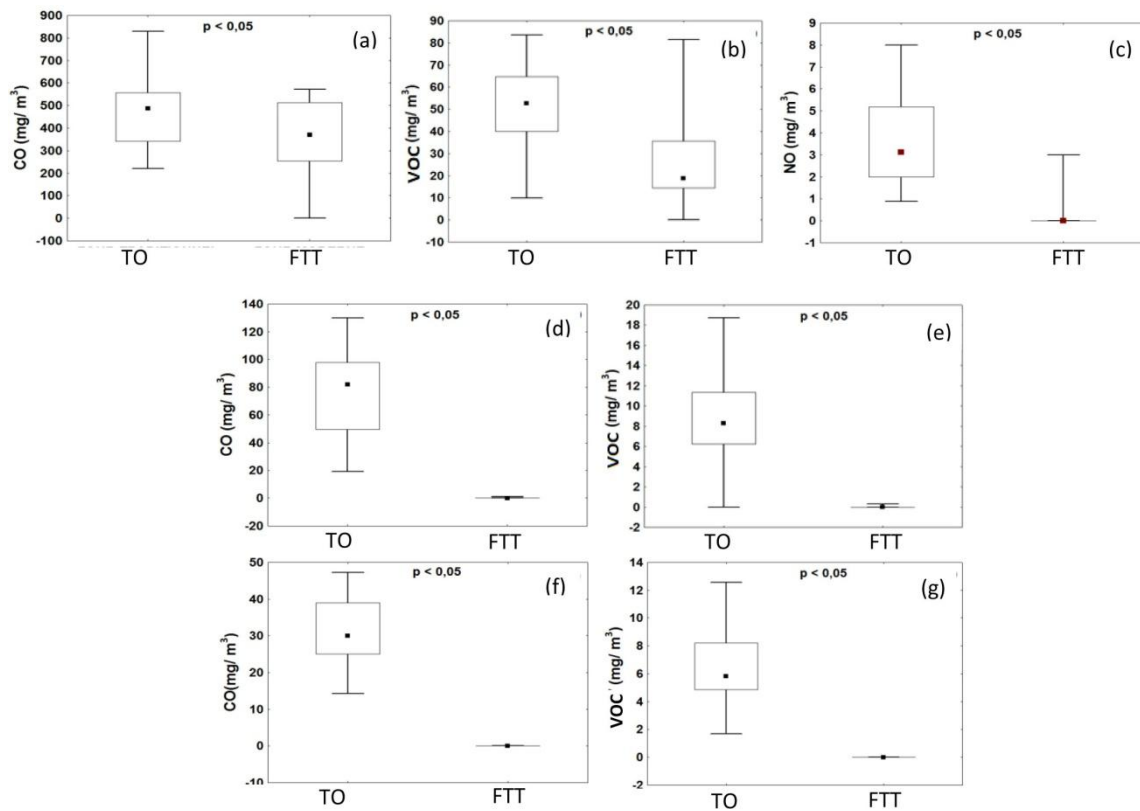 p < 0,05
(a)
CO (mg/ m³)
900
800
700
600
500
400
300
200
100
0
-100
TO
FTT
p < 0,05
(b)
VOC (mg/ m³)
90
80
70
60
50
40
30
20
10
0
-10
TO
FTT
p < 0,05
(c)
NO (mg/ m³)
9
8
7
6
5
4
3
2
1
0
-1
TO
FTT
p < 0,05
(d)
CO (mg/ m³)
140
120
100
80
60
40
20
0
-20
TO
FTT
p < 0,05
(e)
VOC (mg/ m³)
20
18
16
14
12
10
8
6
4
2
0
-2
TO
FTT
p < 0,05
(f)
CO(mg/ m³)
50
40
30
20
10
0
-10
TO
FTT
p < 0,05
(g)
VOC (mg/ m³)
14
12
10
8
6
4
2
0
-2
TO
FTT